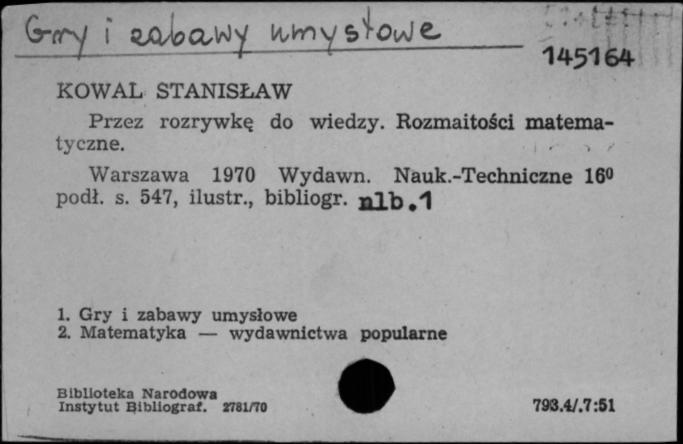 Gry i zabawy umysłowe
145164
KOWAL STANISŁAW
Przez rozrywkę do wiedzy. Rozmaitości matema-
tyczne.
Warszawa 1970 Wydawn. Nauk.-Techniczne 16⁰
podł. s. 547, ilustr., bibliogr. nlb.1
1. Gry i zabawy umysłowe
2. Matematyka — wydawnictwa popularne
Biblioteka Narodowa
Instytut Bibliograf. 2781/70
793.4/.7:51